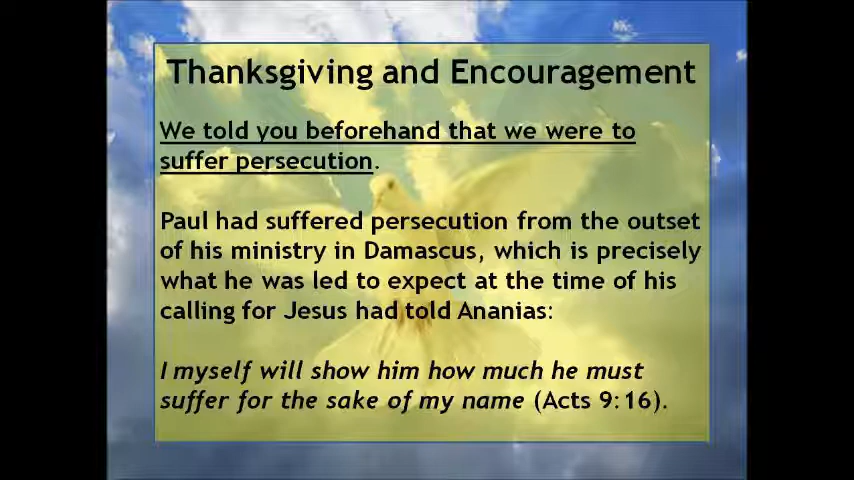 Thanksgiving and Encouragement
We told you beforehand that we were to
suffer persecution.
Paul had suffered persecution from the outset
of his ministry in Damascus, which is precisely
what he was led to expect at the time of his
calling for Jesus had told Ananias:
I myself will show him how much he must
suffer for the sake of my name (Acts 9:16).